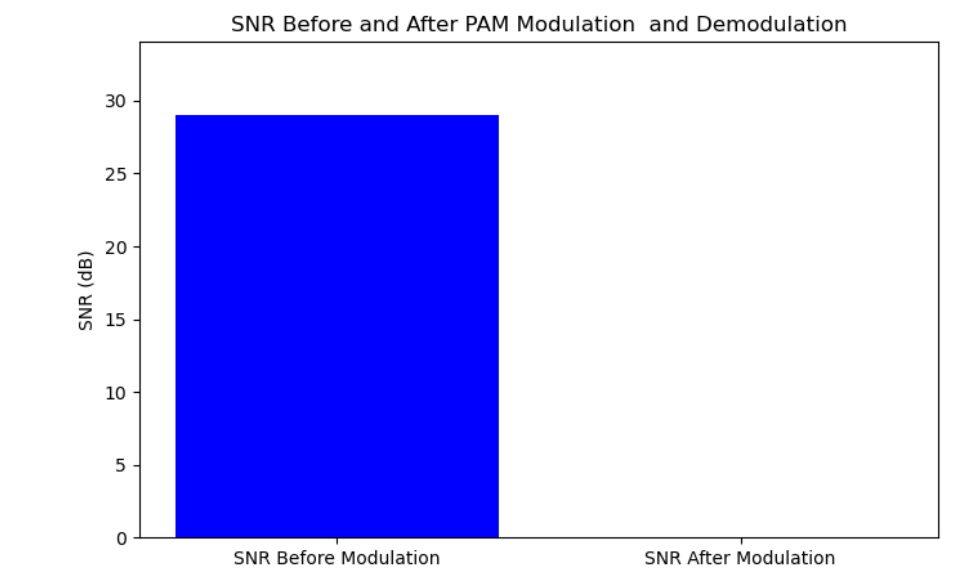 SNR Before and After PAM Modulation  and Demodulation
30
25
20
15
10
5
0
SNR (dB)
SNR Before Modulation
SNR After Modulation